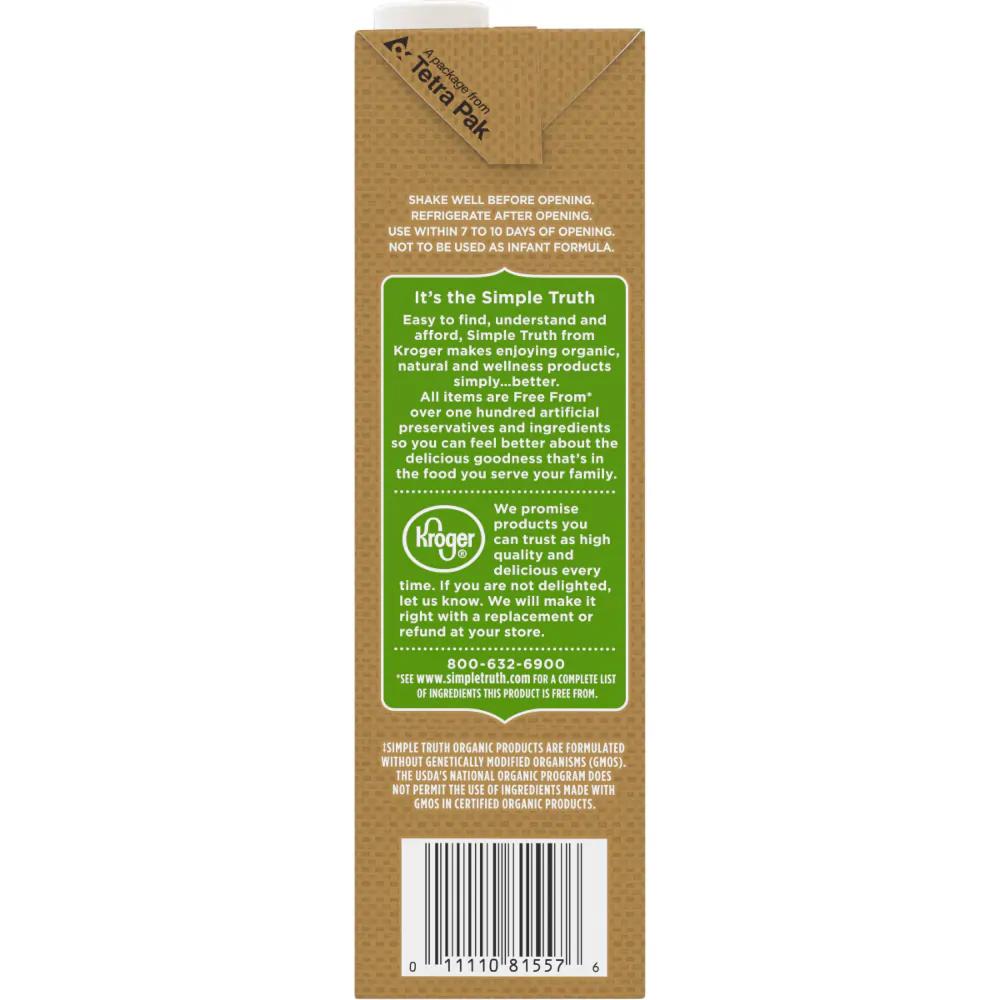 A package from
Tetra Pak
SHAKE WELL BEFORE OPENING.
REFRIGERATE AFTER OPENING.
USE WITHIN 7 TO 10 DAYS OF OPENING.
NOT TO BE USED AS INFANT FORMULA.
It's the Simple Truth
Easy to find, understand and
afford, Simple Truth from
Kroger makes enjoying organic,
natural and wellness products
simply...better.
All items are Free From*
over one hundred artificial
preservatives and ingredients
so you can feel better about the
delicious goodness that's in
the food you serve your family.
Kroger®
We promise
products you
can trust as high
quality and
delicious every
time. If you are not delighted,
let us know. We will make it
right with a replacement or
refund at your store.
800-632-6900
*SEE www.simpletruth.com FOR A COMPLETE LIST
OF INGREDIENTS THIS PRODUCT IS FREE FROM.
‡SIMPLE TRUTH ORGANIC PRODUCTS ARE FORMULATED
WITHOUT GENETICALLY MODIFIED ORGANISMS (GMOS).
THE USDA'S NATIONAL ORGANIC PROGRAM DOES
NOT PERMIT THE USE OF INGREDIENTS MADE WITH
GMOS IN CERTIFIED ORGANIC PRODUCTS.
0 11110 81557 6